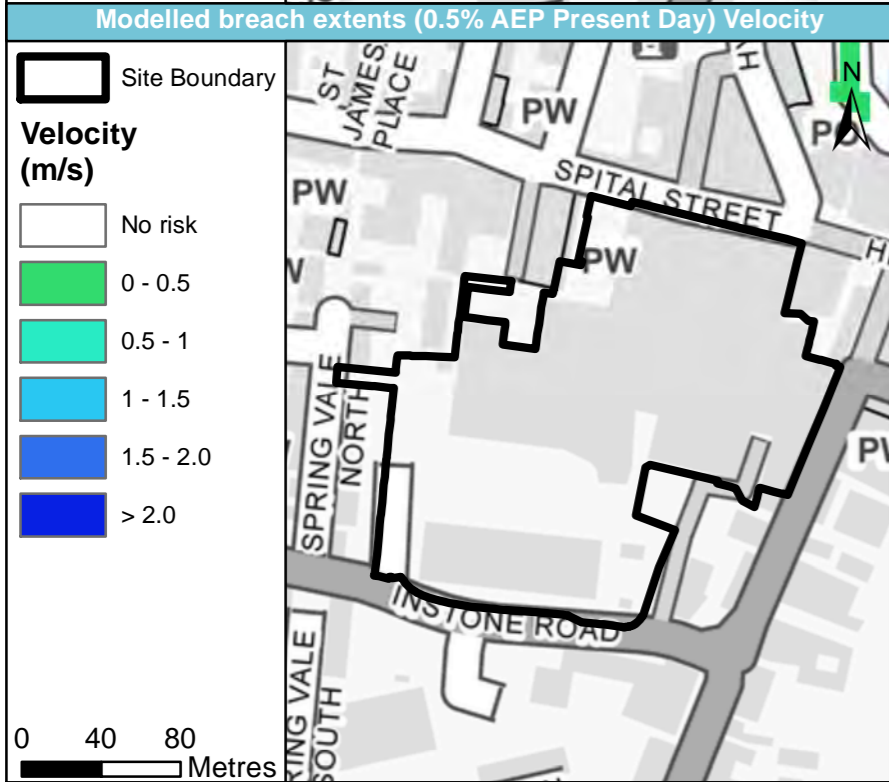 Modelled breach extents (0.5% AEP Present Day) Velocity
Site Boundary
Velocity
(m/s)
No risk
0 - 0.5
0.5 - 1
1 - 1.5
1.5 - 2.0
> 2.0
0 40 80
Metres
ST
JAMES
PLACE
PW
N
PO
SPITAL STREET
PW
PW
W
SPRING VALE
NORTH
PW
INSTONE ROAD
RING VALE
SOUTH